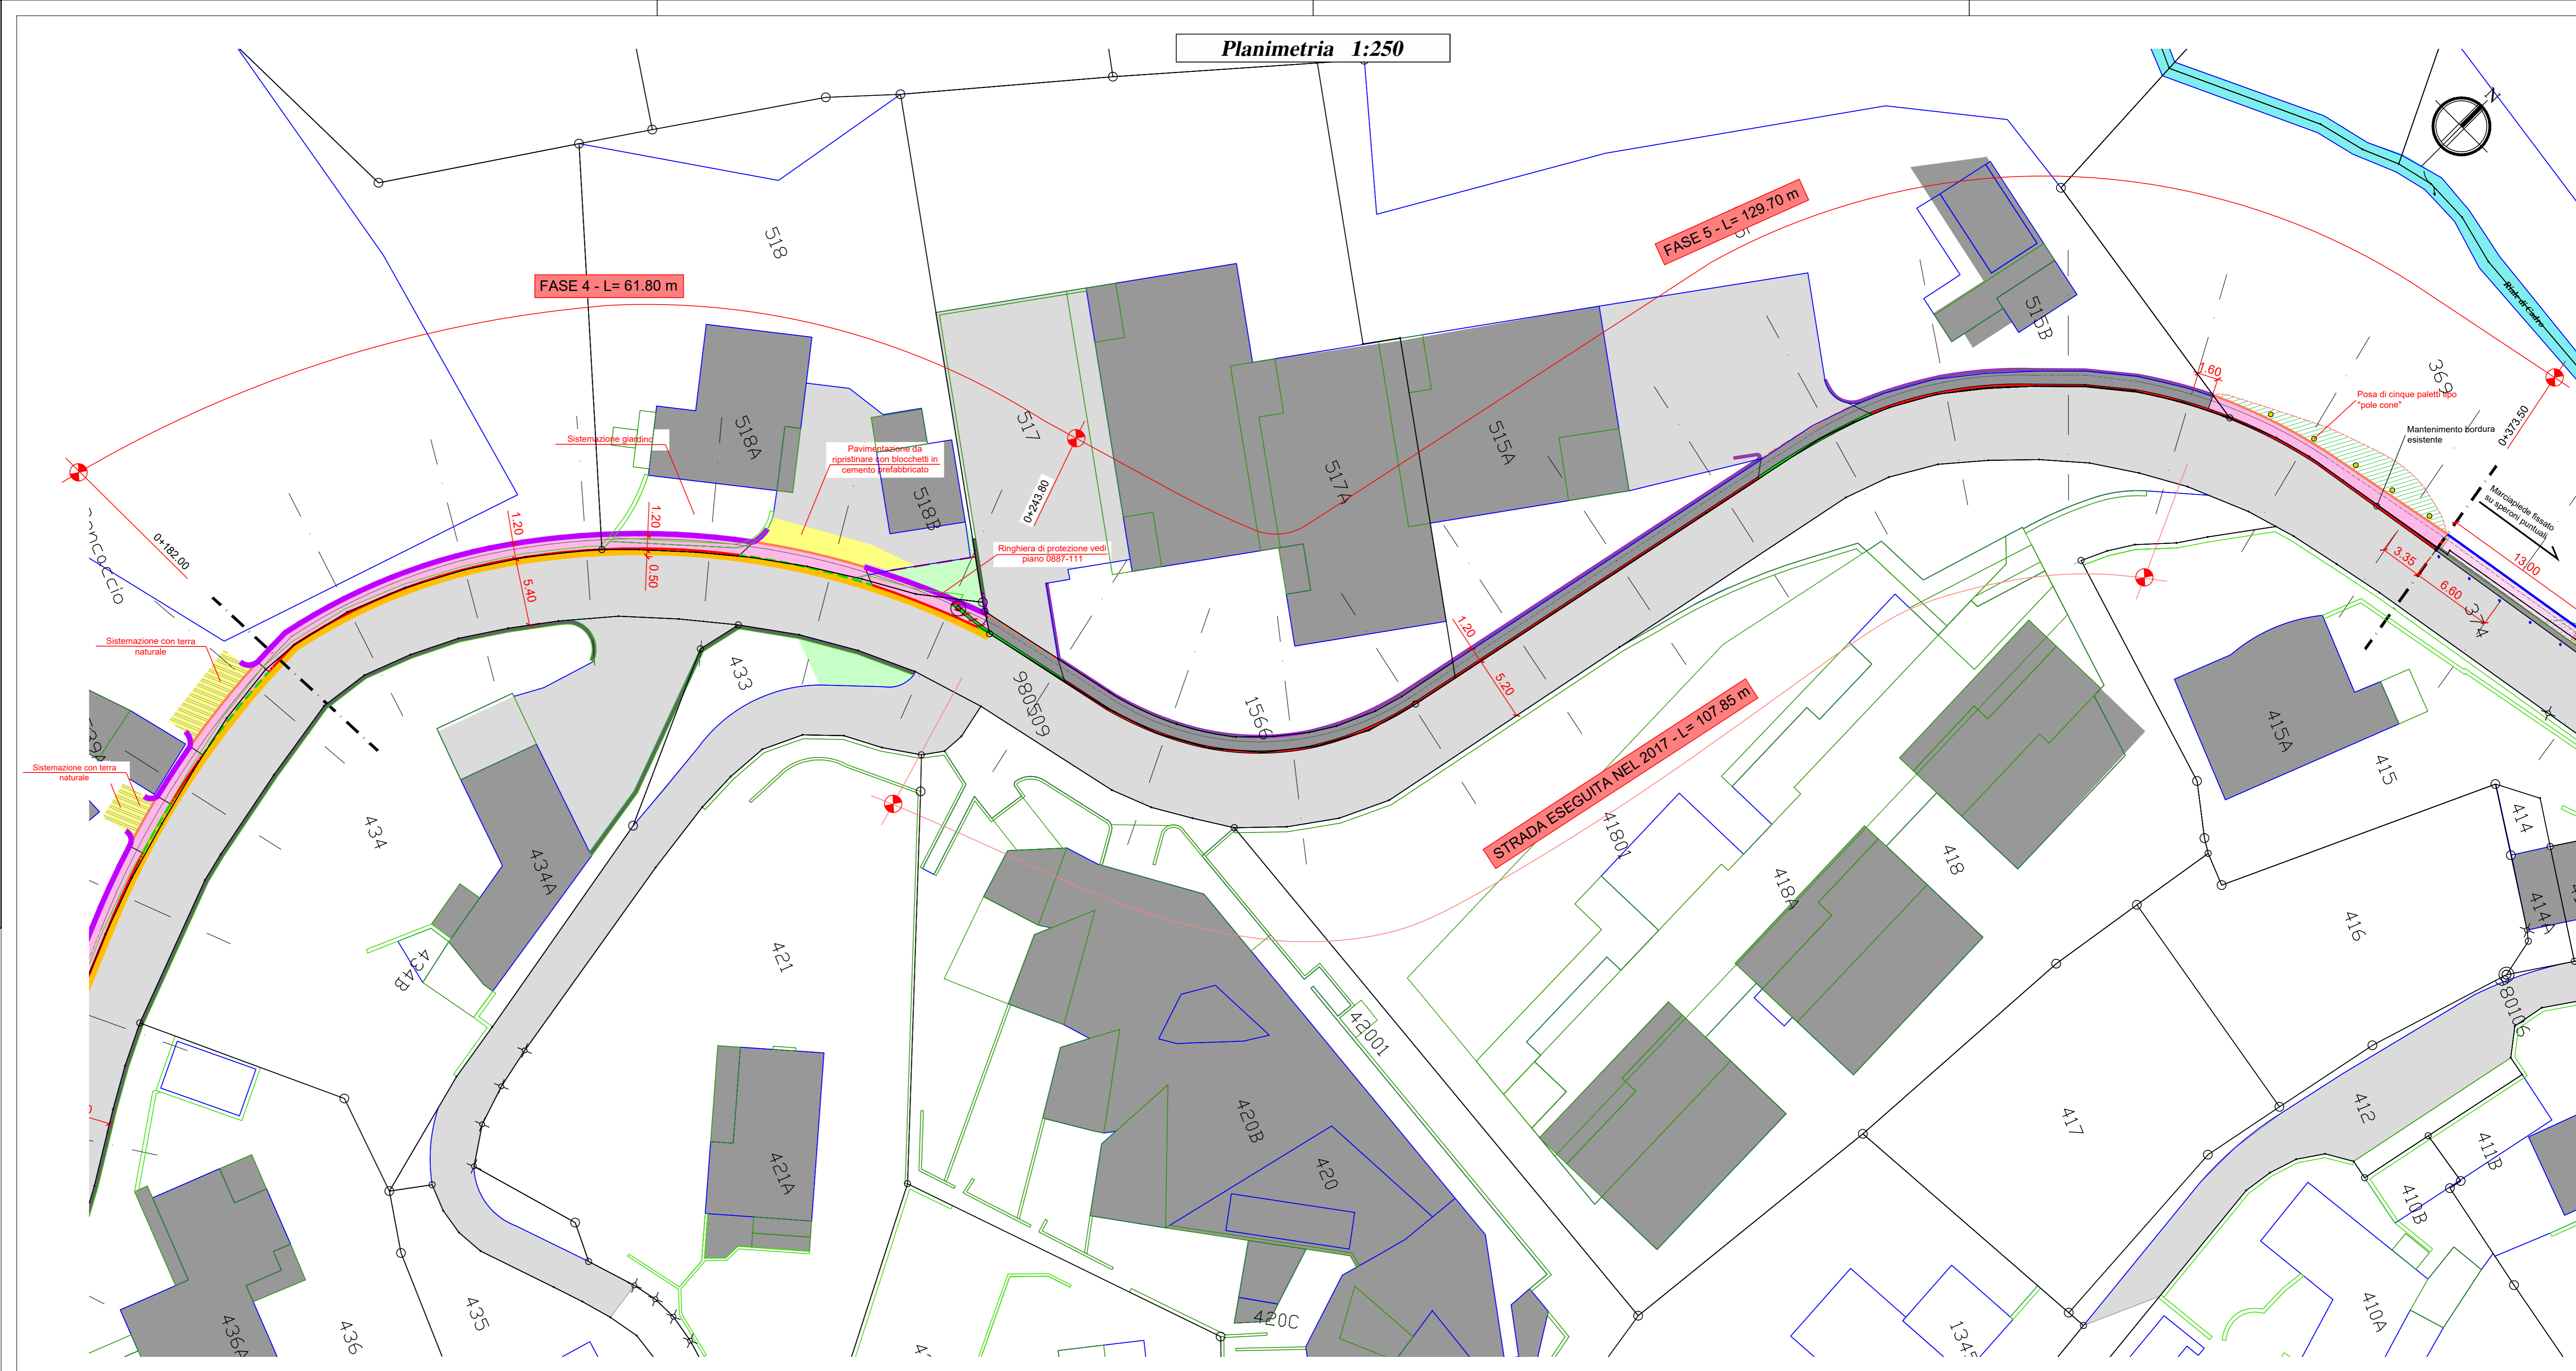 Planimetria 1:250
N
Riale di Cadro
FASE 5 - L= 129.70 m
518
FASE 4 - L= 61.80 m
515B
369
1.60
Posa di cinque paletti tipo
"pole cone"
Mantenimento bordura
esistente
0+373.50
Marciapiede fissato
su speroni puntuali
13.00
3.35
6.60
374
518A
Sistemazione giardino
Pavimentazione da
ripristinare con blocchetti in
cemento prefabbricato
518B
517
0+243.80
517A
515A
Ringhiera di protezione vedi
piano 0887-111
1.20
1.20
0.50
5.40
0+182.00
Sistemazione con terra
naturale
Sistemazione con terra
naturale
433
1566
1.20
5.20
STRADA ESEGUITA NEL 2017 - L= 107.85 m
434
434A
434B
421
421A
41801
418A
418
415A
415
414
414A
416
417
412
411B
410B
410A
42001
420B
420
420C
435
436
436A